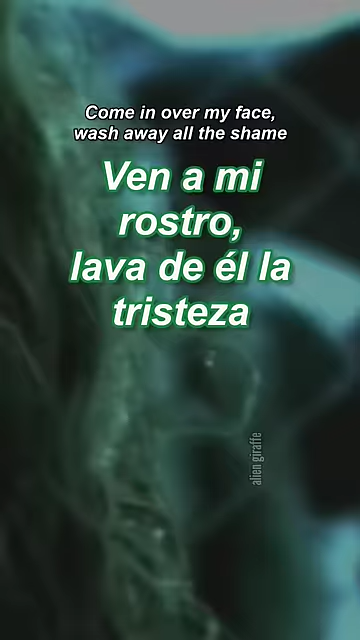 Come in over my face,
wash away all the shame
Ven a mi
rostro,
lava de él la
tristeza
alien giraffe